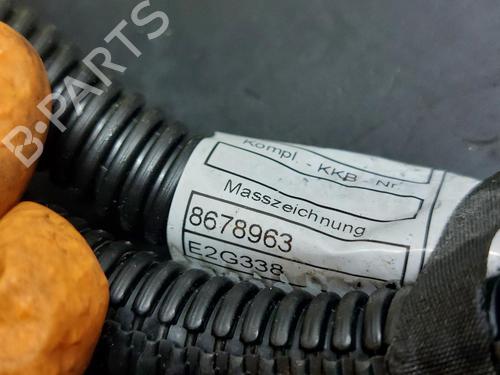 B-PARTS
Kompl. - KKB - Nr.
Masszeichnung
8678963
E2G338